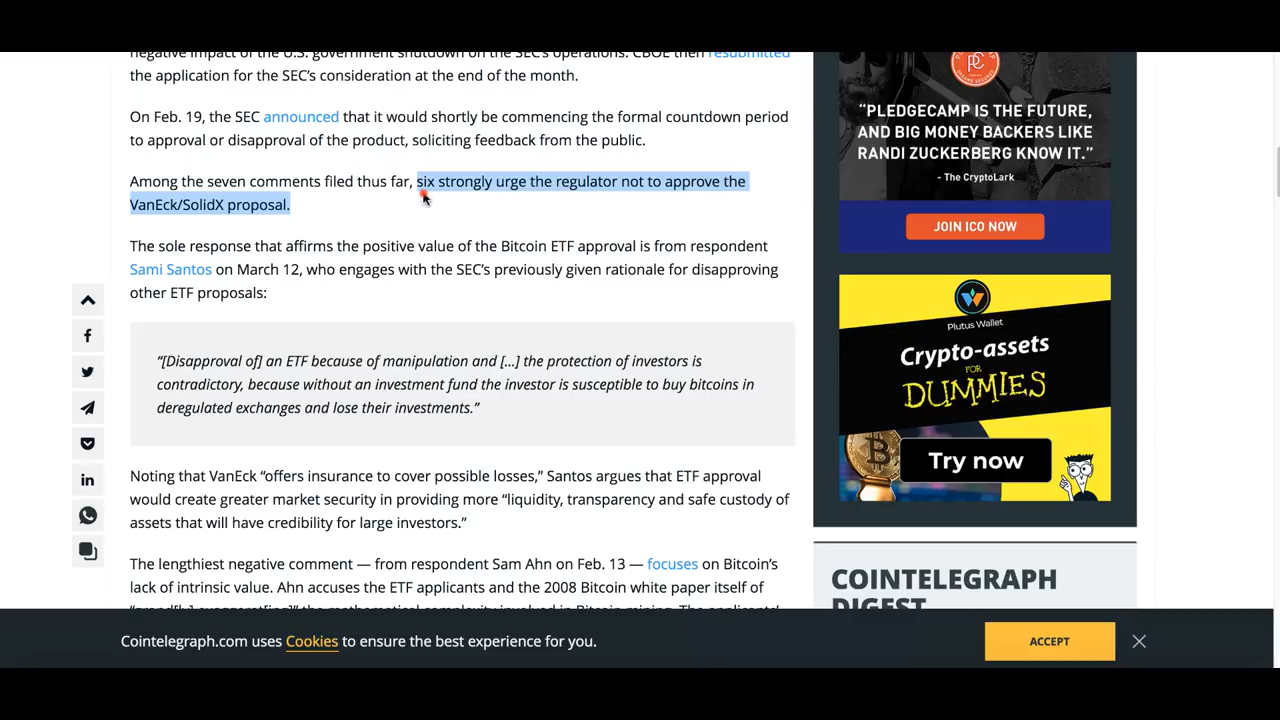 negative impact of the U.S. government shutdown on the SEC's operations. CBOE then resubmitted
the application for the SEC's consideration at the end of the month.
On Feb. 19, the SEC announced that it would shortly be commencing the formal countdown period
to approval or disapproval of the product, soliciting feedback from the public.
Among the seven comments filed thus far, six strongly urge the regulator not to approve the
VanEck/SolidX proposal.
The sole response that affirms the positive value of the Bitcoin ETF approval is from respondent
Sami Santos on March 12, who engages with the SEC's previously given rationale for disapproving
other ETF proposals:
“[Disapproval of] an ETF because of manipulation and [...] the protection of investors is
contradictory, because without an investment fund the investor is susceptible to buy bitcoins in
deregulated exchanges and lose their investments.”
Noting that VanEck “offers insurance to cover possible losses,” Santos argues that ETF approval
would create greater market security in providing more “liquidity, transparency and safe custody of
assets that will have credibility for large investors.”
The lengthiest negative comment — from respondent Sam Ahn on Feb. 13 — focuses on Bitcoin's
lack of intrinsic value. Ahn accuses the ETF applicants and the 2008 Bitcoin white paper itself of
the mathematical complexity involved in Bitcoin mining. The applicants'
PC
“PLEDGECAMP IS THE FUTURE,
AND BIG MONEY BACKERS LIKE
RANDI ZUCKERBERG KNOW IT.”
- The CryptoLark
JOIN ICO NOW
Plutus Wallet
Crypto-assets
FOR
DUMMIES
Try now
COINTELEGRAPH
DIGEST
Cointelegraph.com uses Cookies to ensure the best experience for you.
ACCEPT